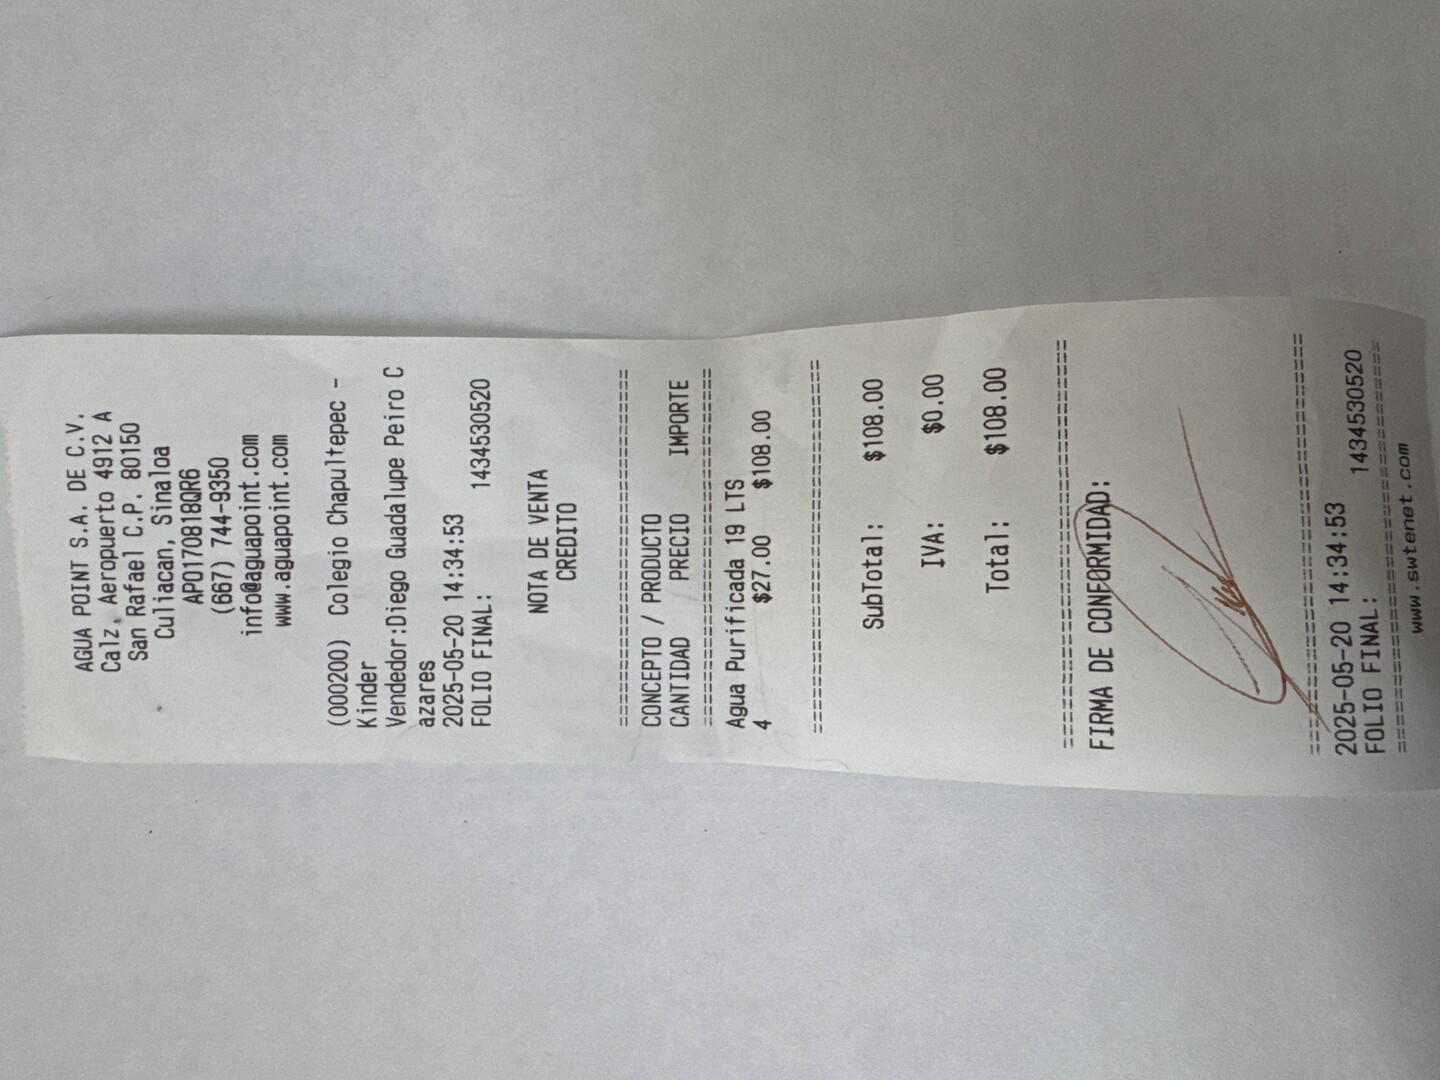 AGUA POINT S.A. DE C.V.
Calz. Aeropuerto 4912 A
San Rafael C.P. 80150
Culiacan, Sinaloa
APO170818QR6
(667) 744-9350
info@aguapoint.com
www.aguapoint.com
(000200) Colegio Chapultepec -
Kinder
Vendedor:Diego Guadalupe Peiro C
azares
2025-05-20 14:34:53
FOLIO FINAL: 1434530520
NOTA DE VENTA
CREDITO
================================
CONCEPTO / PRODUCTO
CANTIDAD PRECIO IMPORTE
================================
Agua Purificada 19 LTS
4 $27.00 $108.00
================================
SubTotal: $108.00
IVA: $0.00
Total: $108.00
================================
FIRMA DE CONFORMIDAD:
================================
2025-05-20 14:34:53
FOLIO FINAL: 1434530520
================================
www.swtenet.com